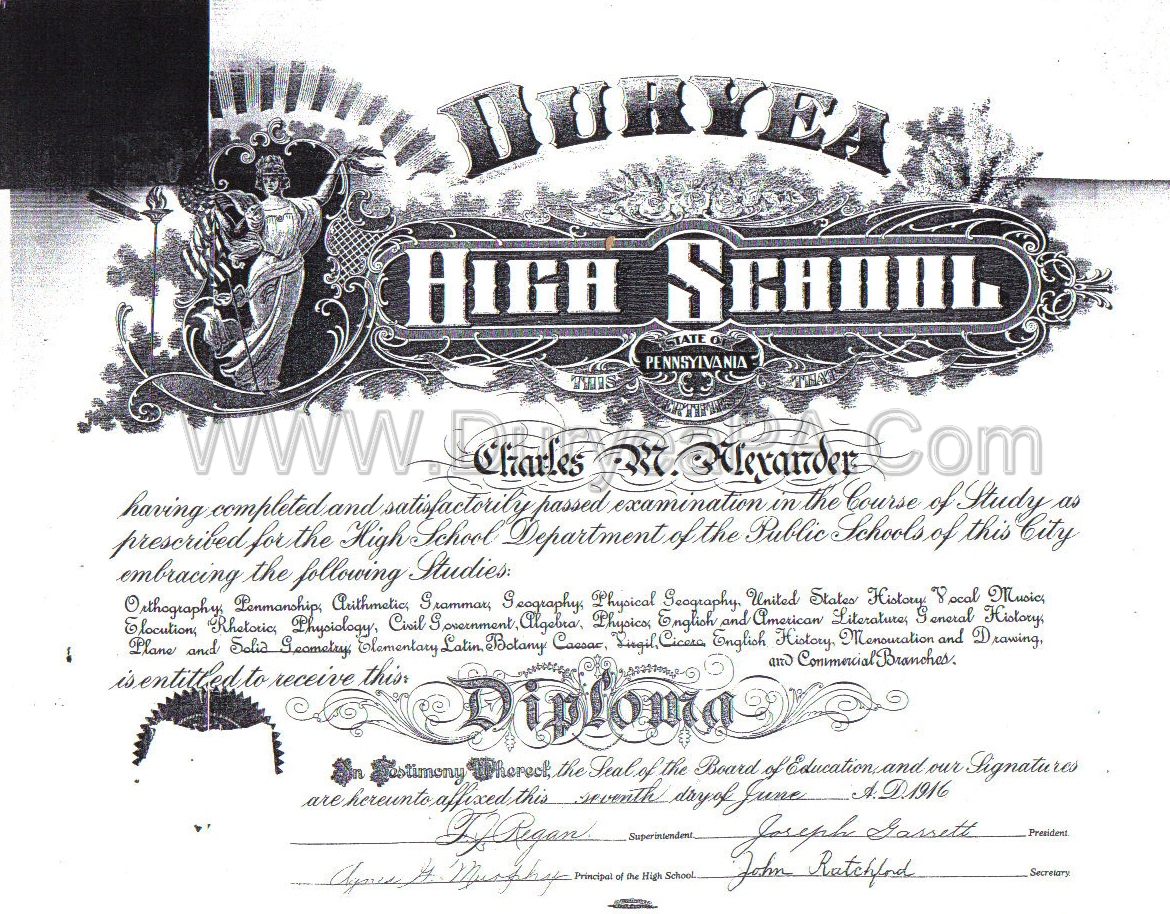 DURYEA
HIGH SCHOOL
STATE OF
PENNSYLVANIA
THIS CERTIFIES THAT
WWW.DuryeaPA.Com
Charles M. Alexander
having completed and satisfactorily passed examination in the Course of Study as
prescribed for the High School Department of the Public Schools of this City
embracing the following Studies:
Orthography, Penmanship, Arithmetic, Grammar, Geography, Physical Geography, United States History, Vocal Music,
Elocution, Rhetoric, Physiology, Civil Government, Algebra, Physics, English and American Literature, General History,
Plane and Solid Geometry, Elementary Latin, Botany, Caesar, Virgil, Cicero, English History, Mensuration and Drawing,
and Commercial Branches.
is entitled to receive this:
Diploma
In Testimony Whereof, the Seal of the Board of Education, and our Signatures
are hereunto affixed this seventh day of June A.D. 1916
T. J. Regan. Superintendent. Joseph Garrett President.
Agnes G. Murphy Principal of the High School. John Ratchford Secretary.